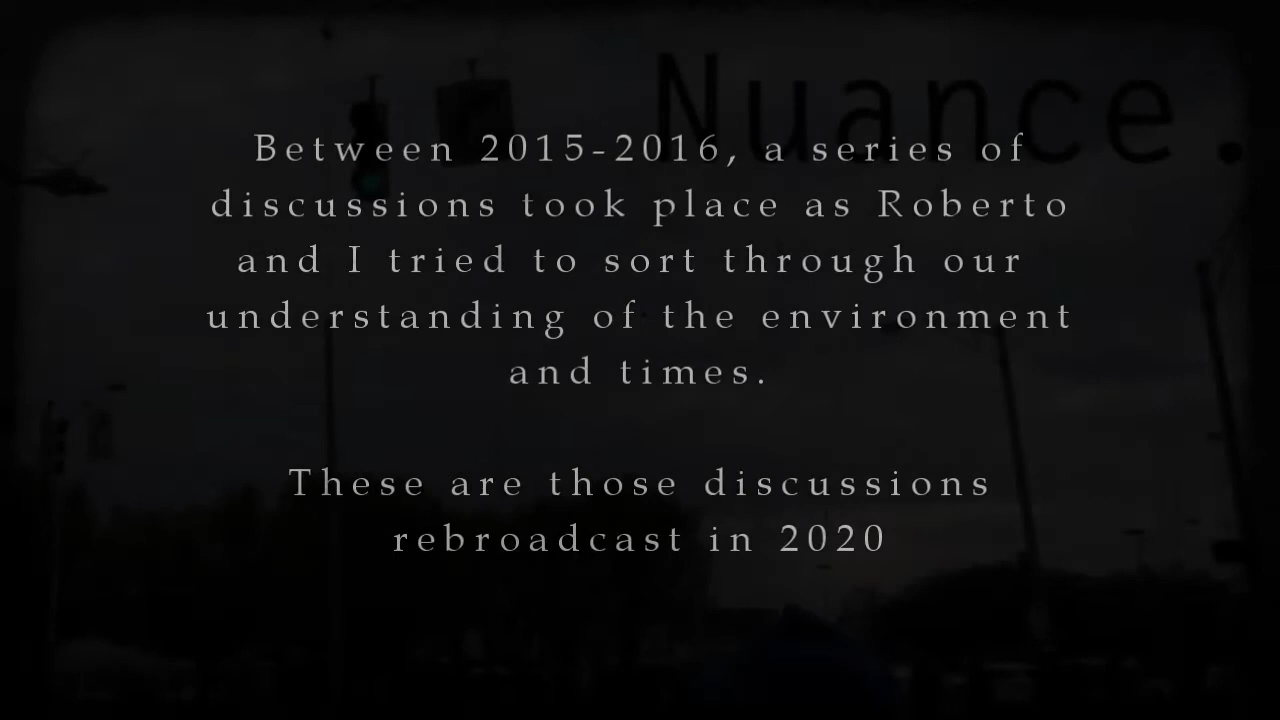 Nuance.
Between 2015-2016, a series of
discussions took place as Roberto
and I tried to sort through our
understanding of the environment
and times.
These are those discussions
rebroadcast in 2020